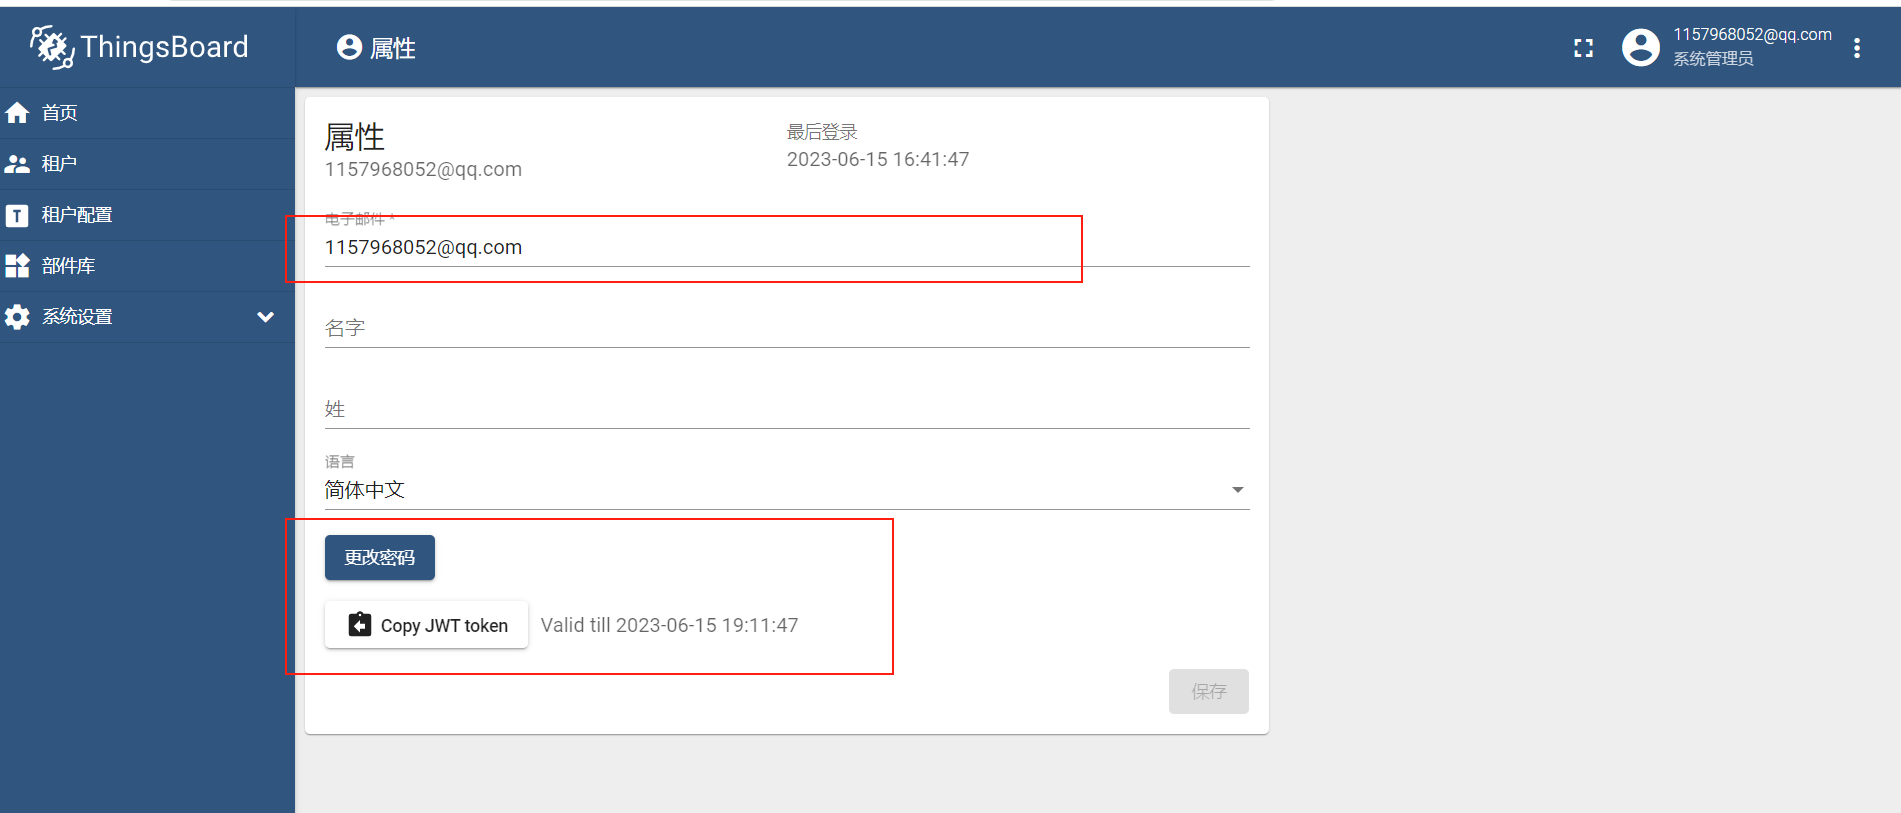 ThingsBoard
属性
1157968052@qq.com
系统管理员
首页
租户
租户配置
部件库
系统设置
属性
1157968052@qq.com
最后登录
2023-06-15 16:41:47
电子邮件 *
1157968052@qq.com
名字
姓
语言
简体中文
更改密码
Copy JWT token
Valid till 2023-06-15 19:11:47
保存